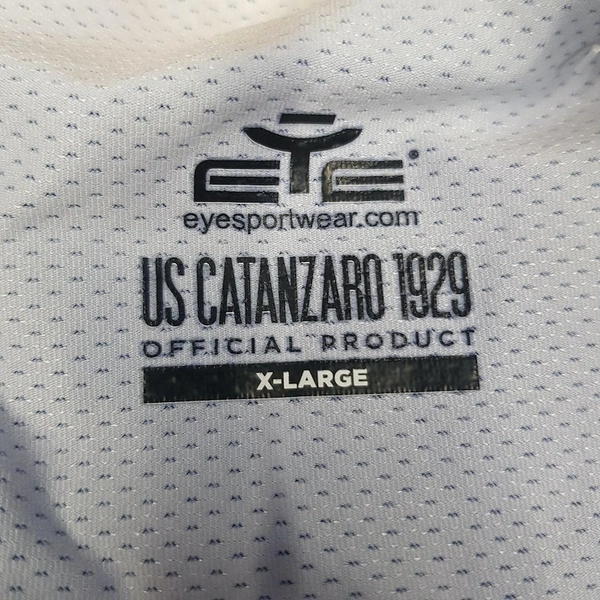 EYE
eyesportwear.com
US CATANZARO 1929
OFFICIAL PRODUCT
X-LARGE